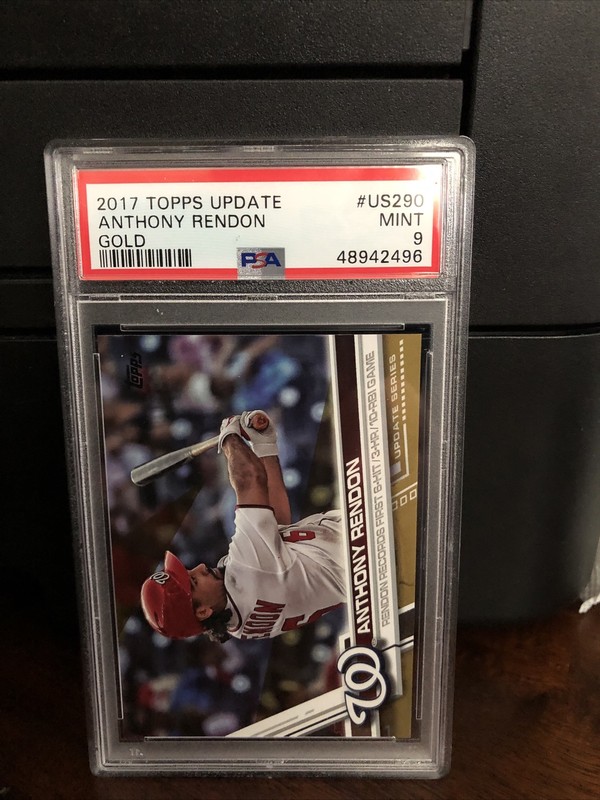 2017 TOPPS UPDATE #US290
ANTHONY RENDON MINT
GOLD 9
PSA 48942496
Topps
UPDATE SERIES
RENDON RECORDS FIRST 6-HIT/3-HR/10-RBI GAME
ANTHONY RENDON
W
W
6